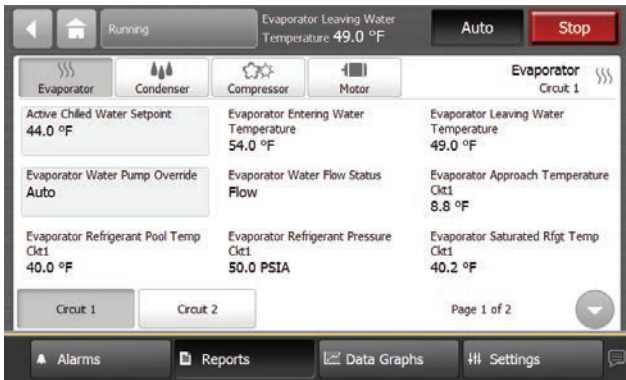 Running
Evaporator Leaving Water
Temperature 49.0 °F
Auto
Stop
Evaporator
Condenser
Compressor
Motor
Evaporator
Circuit 1
Active Chilled Water Setpoint
44.0 °F
Evaporator Entering Water
Temperature
54.0 °F
Evaporator Leaving Water
Temperature
49.0 °F
Evaporator Water Pump Override
Auto
Evaporator Water Flow Status
Flow
Evaporator Approach Temperature
Ckt1
8.8 °F
Evaporator Refrigerant Pool Temp
Ckt1
40.0 °F
Evaporator Refrigerant Pressure
Ckt1
50.0 PSIA
Evaporator Saturated Rfgt Temp
Ckt1
40.2 °F
Circuit 1
Circuit 2
Page 1 of 2
Alarms
Reports
Data Graphs
Settings